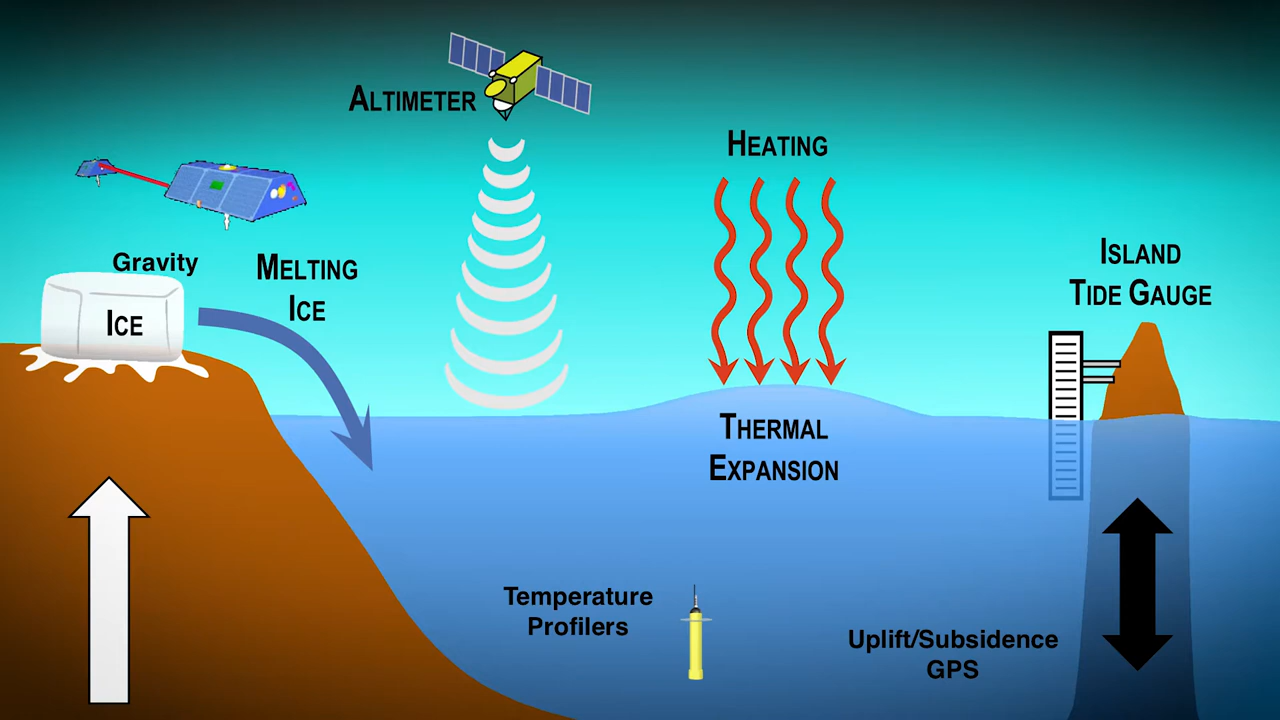 ALTIMETER
HEATING
Gravity
MELTING
ICE
ICE
ISLAND
TIDE GAUGE
THERMAL
EXPANSION
Temperature
Profilers
Uplift/Subsidence
GPS